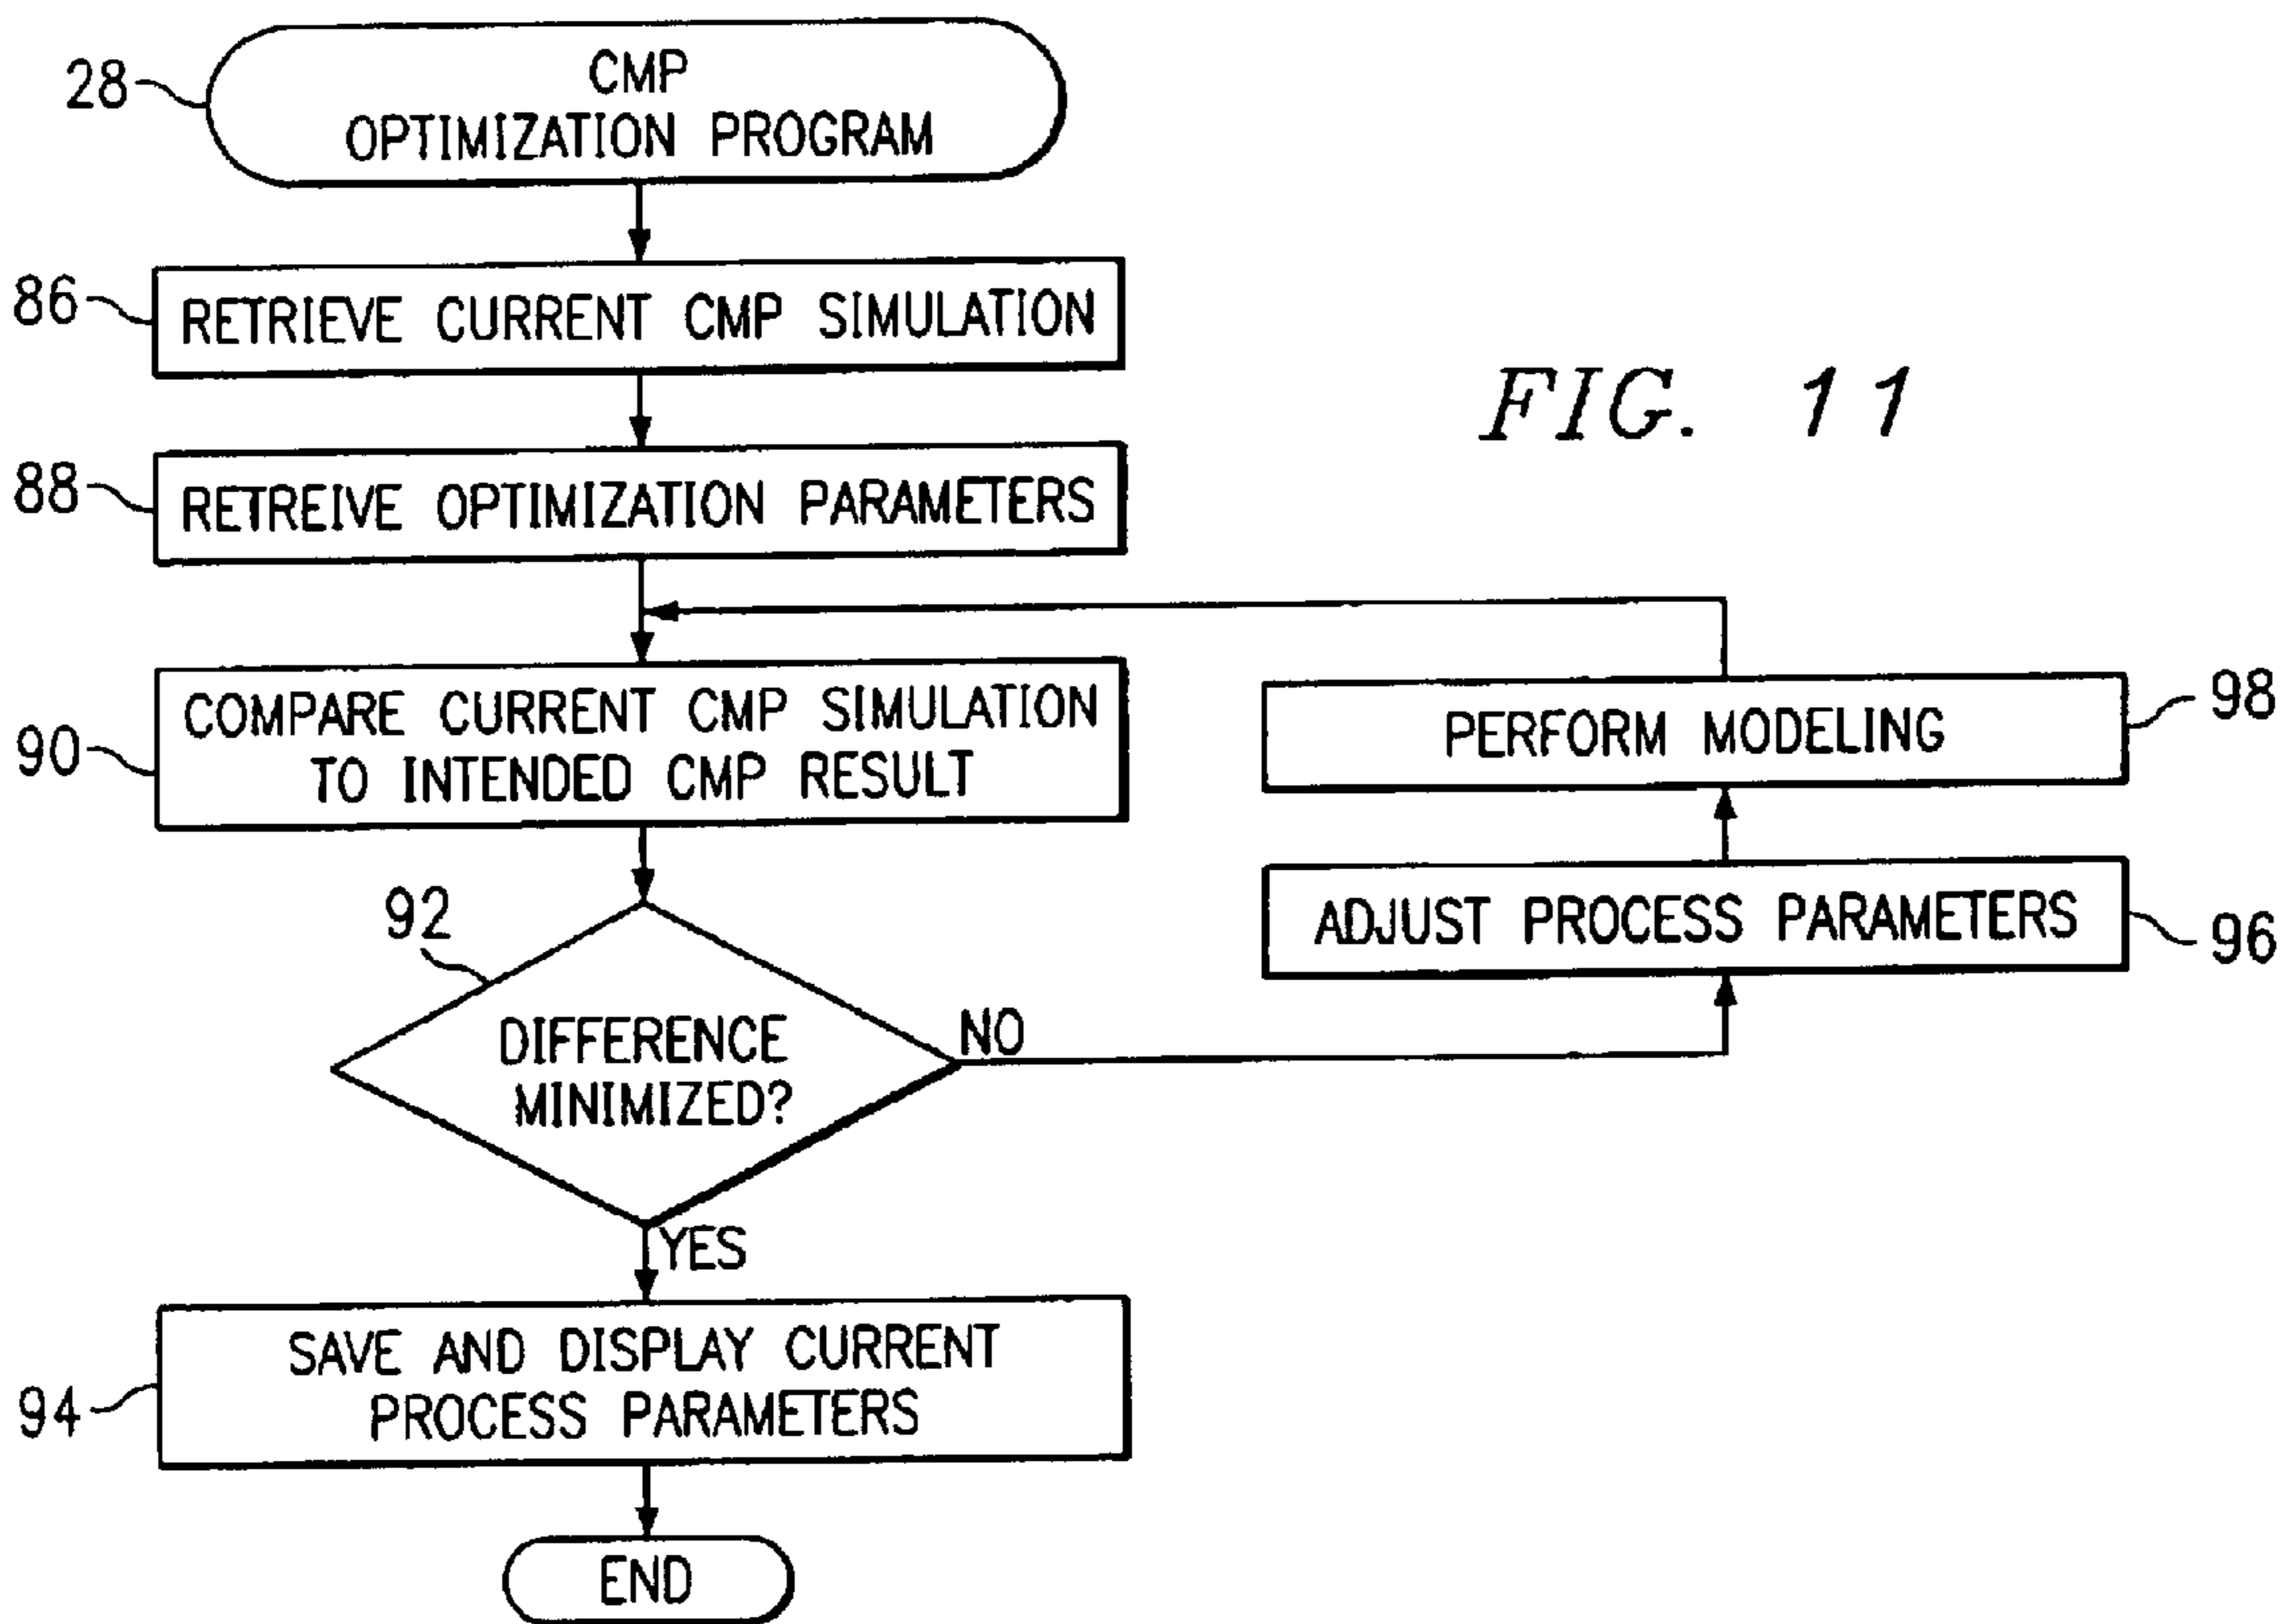 28
CMP
OPTIMIZATION PROGRAM
86
RETRIEVE CURRENT CMP SIMULATION
FIG. 11
88
RETREIVE OPTIMIZATION PARAMETERS
90
COMPARE CURRENT CMP SIMULATION
TO INTENDED CMP RESULT
PERFORM MODELING
98
ADJUST PROCESS PARAMETERS
96
92
DIFFERENCE
MINIMIZED?
NO
YES
94
SAVE AND DISPLAY CURRENT
PROCESS PARAMETERS
END